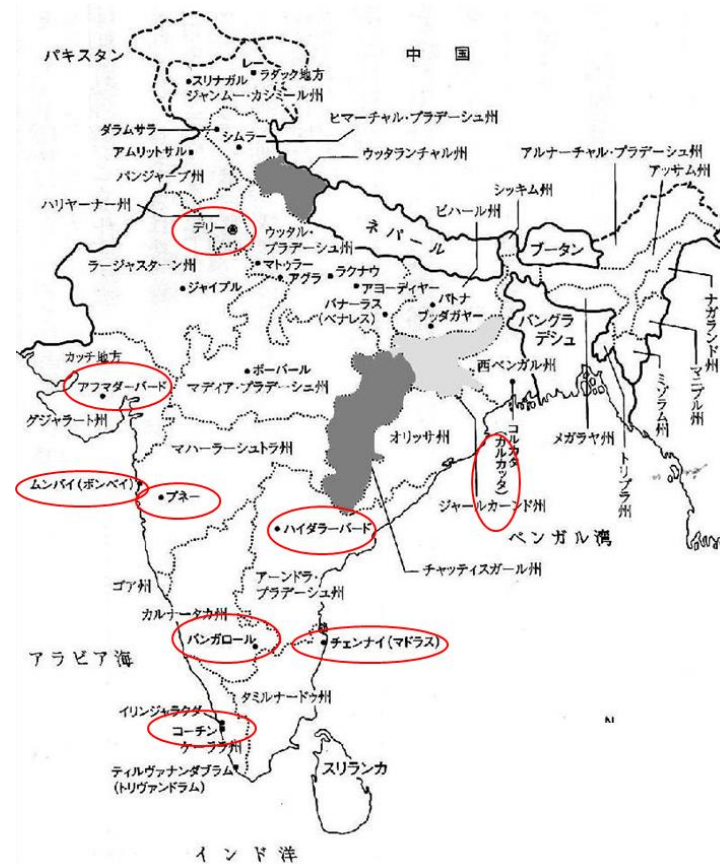 パキスタン
中国
レー
スリナガル
ラダック地方
ジャンムー・カシミール州
ダラムサラ
シムラー
ヒマーチャル・プラデーシュ州
アムリットサル
ウッタランチャル州
アルナーチャル・プラデーシュ州
パンジャーブ州
アッサム州
シッキム州
ハリヤーナー州
ビハール州
デリー
ネパール
ブータン
ウッタル・
プラデーシュ州
マトゥラー
ラクナウ
ラージャスターン州
アグラ
アヨーディヤー
ジャイプル
パトナ
バナーラス
(ベナレス)
ブッダガヤー
バングラ
デシュ
ナガランド州
マニプル州
ミゾラム州
トリプラ州
メガラヤ州
カッチ地方
ボーパール
西ベンガル州
アフマダーバード
マディア・プラデーシュ州
グジャラート州
オリッサ州
コルカタ
(カルカッタ)
マハーラーシュトラ州
ムンバイ(ボンベイ)
プネー
ジャールカーンド州
ハイダラーバード
ベンガル湾
チャッティスガール州
ゴア州
アーンドラ・
プラデーシュ州
カルナータカ州
バンガロール
チェンナイ(マドラス)
アラビア海
タミルナードゥ州
イリンジャラクダ
コーチン
ケーララ州
スリランカ
ティルヴァナンダプラム
(トリヴァンドラム)
インド洋